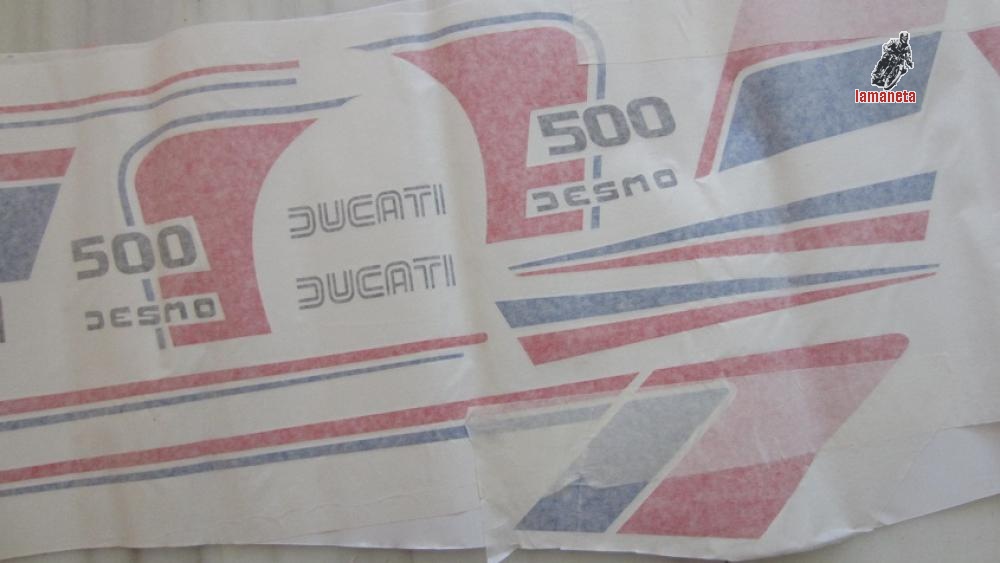 lamaneta
500
DESMO
DUCATI
DUCATI
500
DESMO